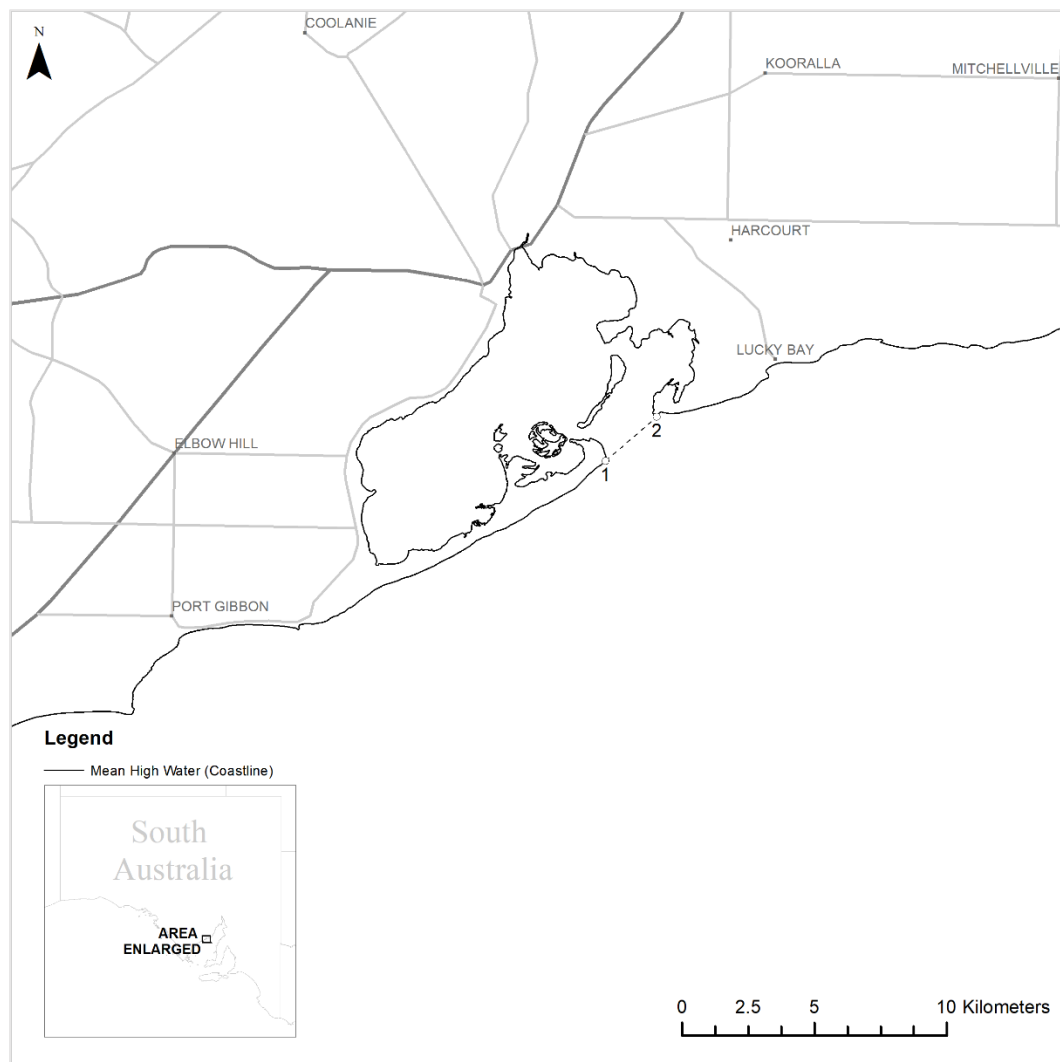 COOLANIE
N
KOORALLA
MITCHELLVILLE
HARCOURT
LUCKY BAY
2
ELBOW HILL
1
PORT GIBBON
Legend
Mean High Water (Coastline)
South
Australia
AREA
ENLARGED
0 2.5 5 10 Kilometers